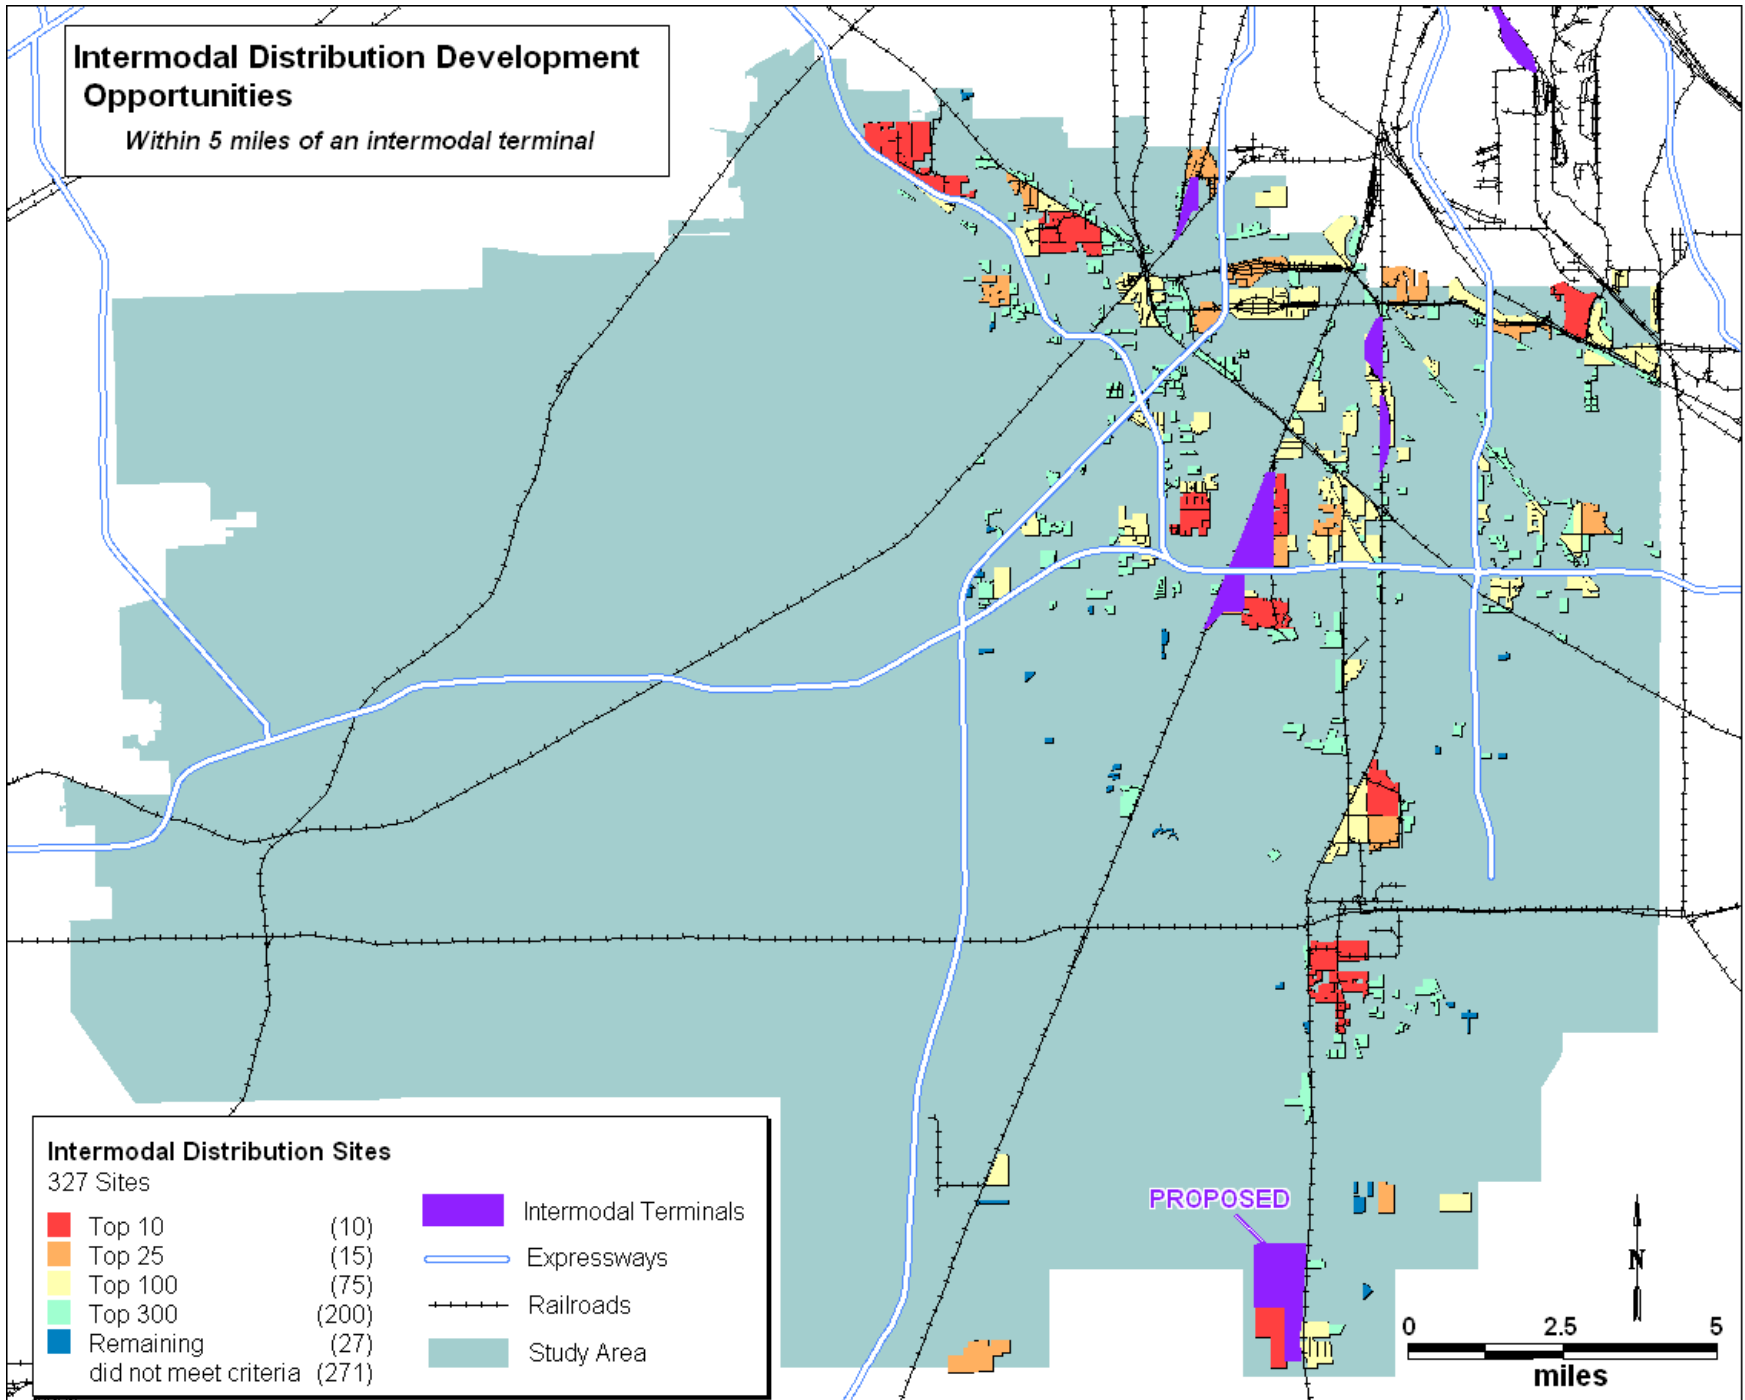 Intermodal Distribution Development
Opportunities
Within 5 miles of an intermodal terminal
PROPOSED
Intermodal Distribution Sites
327 Sites
Top 10 (10)
Top 25 (15)
Top 100 (75)
Top 300 (200)
Remaining (27)
did not meet criteria (271)
Intermodal Terminals
Expressways
Railroads
Study Area
N
0 2.5 5
miles